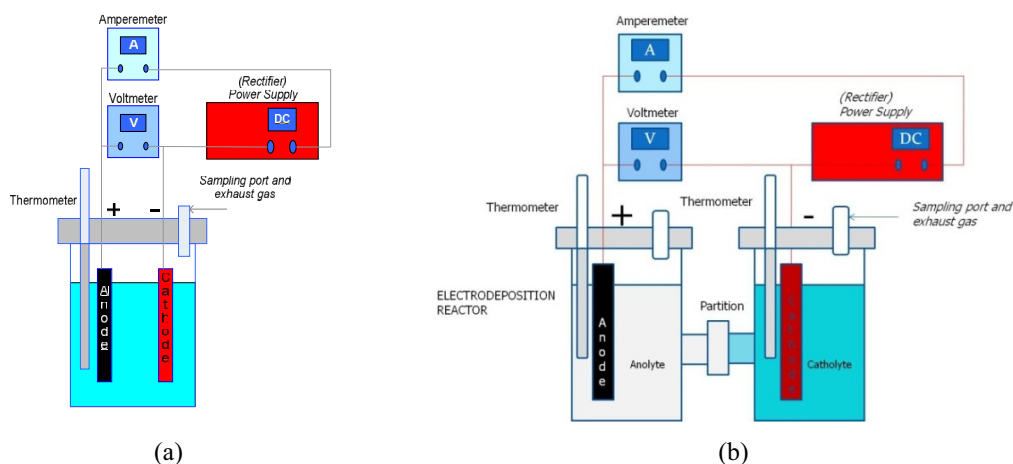 Amperemeter
A
(Rectifier)
Power Supply
Voltmeter
V
DC
Sampling port and
exhaust gas
Thermometer
+
-
Anode
Cathode
(a)
Amperemeter
A
(Rectifier)
Power Supply
Voltmeter
V
DC
Thermometer
+
Thermometer
-
Sampling port and
exhaust gas
ELECTRODEPOSITION
REACTOR
Partition
Anode
Cathode
Anolyte
Catholyte
(b)